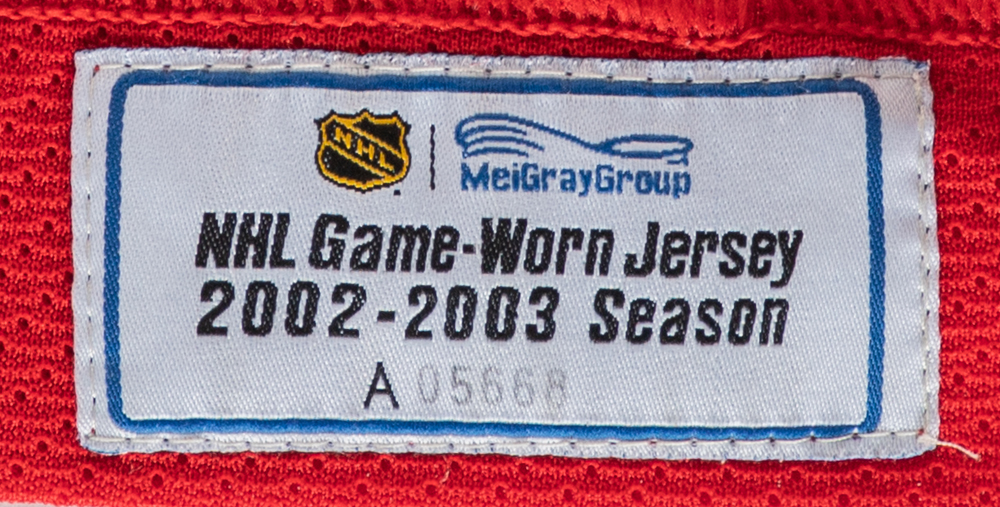 NHL
MeiGrayGroup
NHL Game-Worn Jersey
2002-2003 Season
A 05668